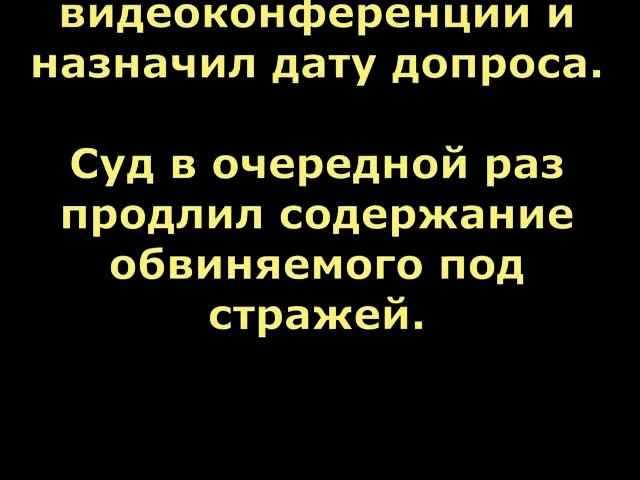 видеоконференции и
назначил дату допроса.
Суд в очередной раз
продлил содержание
обвиняемого под
стражей.